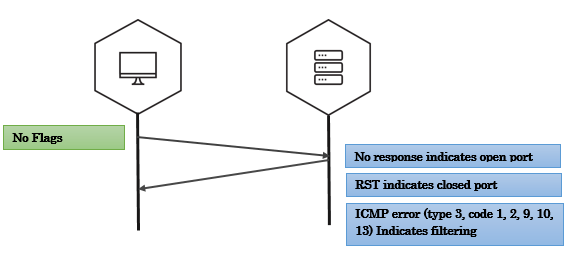 No Flags
No response indicates open port
RST indicates closed port
ICMP error (type 3, code 1, 2, 9, 10,
13) Indicates filtering